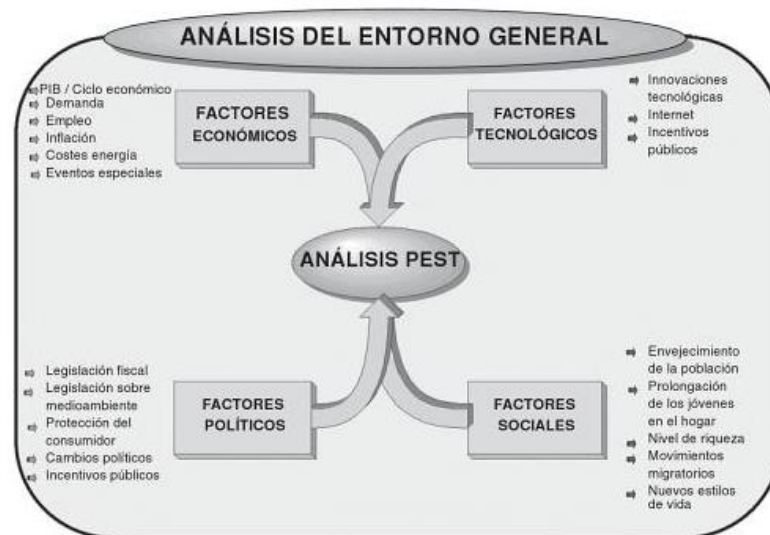 ANÁLISIS DEL ENTORNO GENERAL
PIB / Ciclo económico
Demanda
Empleo
Inflación
Costes energía
Eventos especiales
FACTORES
ECONÓMICOS
FACTORES
TECNOLÓGICOS
Innovaciones
tecnológicas
Internet
Incentivos
públicos
ANÁLISIS PEST
Legislación fiscal
Legislación sobre
medioambiente
Protección del
consumidor
Cambios políticos
Incentivos públicos
FACTORES
POLÍTICOS
FACTORES
SOCIALES
Envejecimiento
de la población
Prolongación
de los jóvenes
en el hogar
Nivel de riqueza
Movimientos
migratorios
Nuevos estilos
de vida